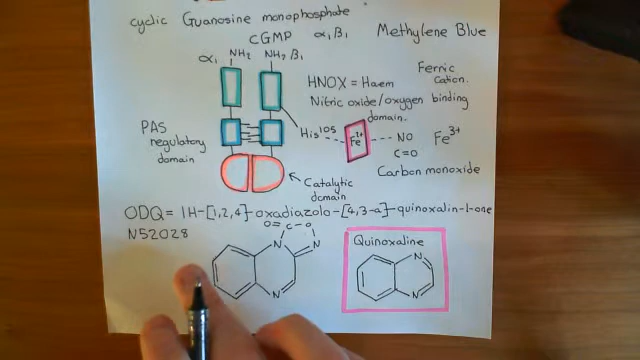 cyclic Guanosine monophosphate
cGMP α₁β₁ Methylene Blue
α₁ NH₂ NH₂ β₁
HNOX = Haem
Nitric oxide/oxygen binding
domain.
Ferric
Cation.
PAS
regulatory
domain
His¹⁰⁵
Fe²⁺
NO
C=O
Fe³⁺
Carbon monoxide
Catalytic
domain
ODQ = 1H-[1,2,4]-oxadiazolo-[4,3-a]-quinoxalin-1-one
NS2028
O=C-O
N N
N
Quinoxaline
N
N